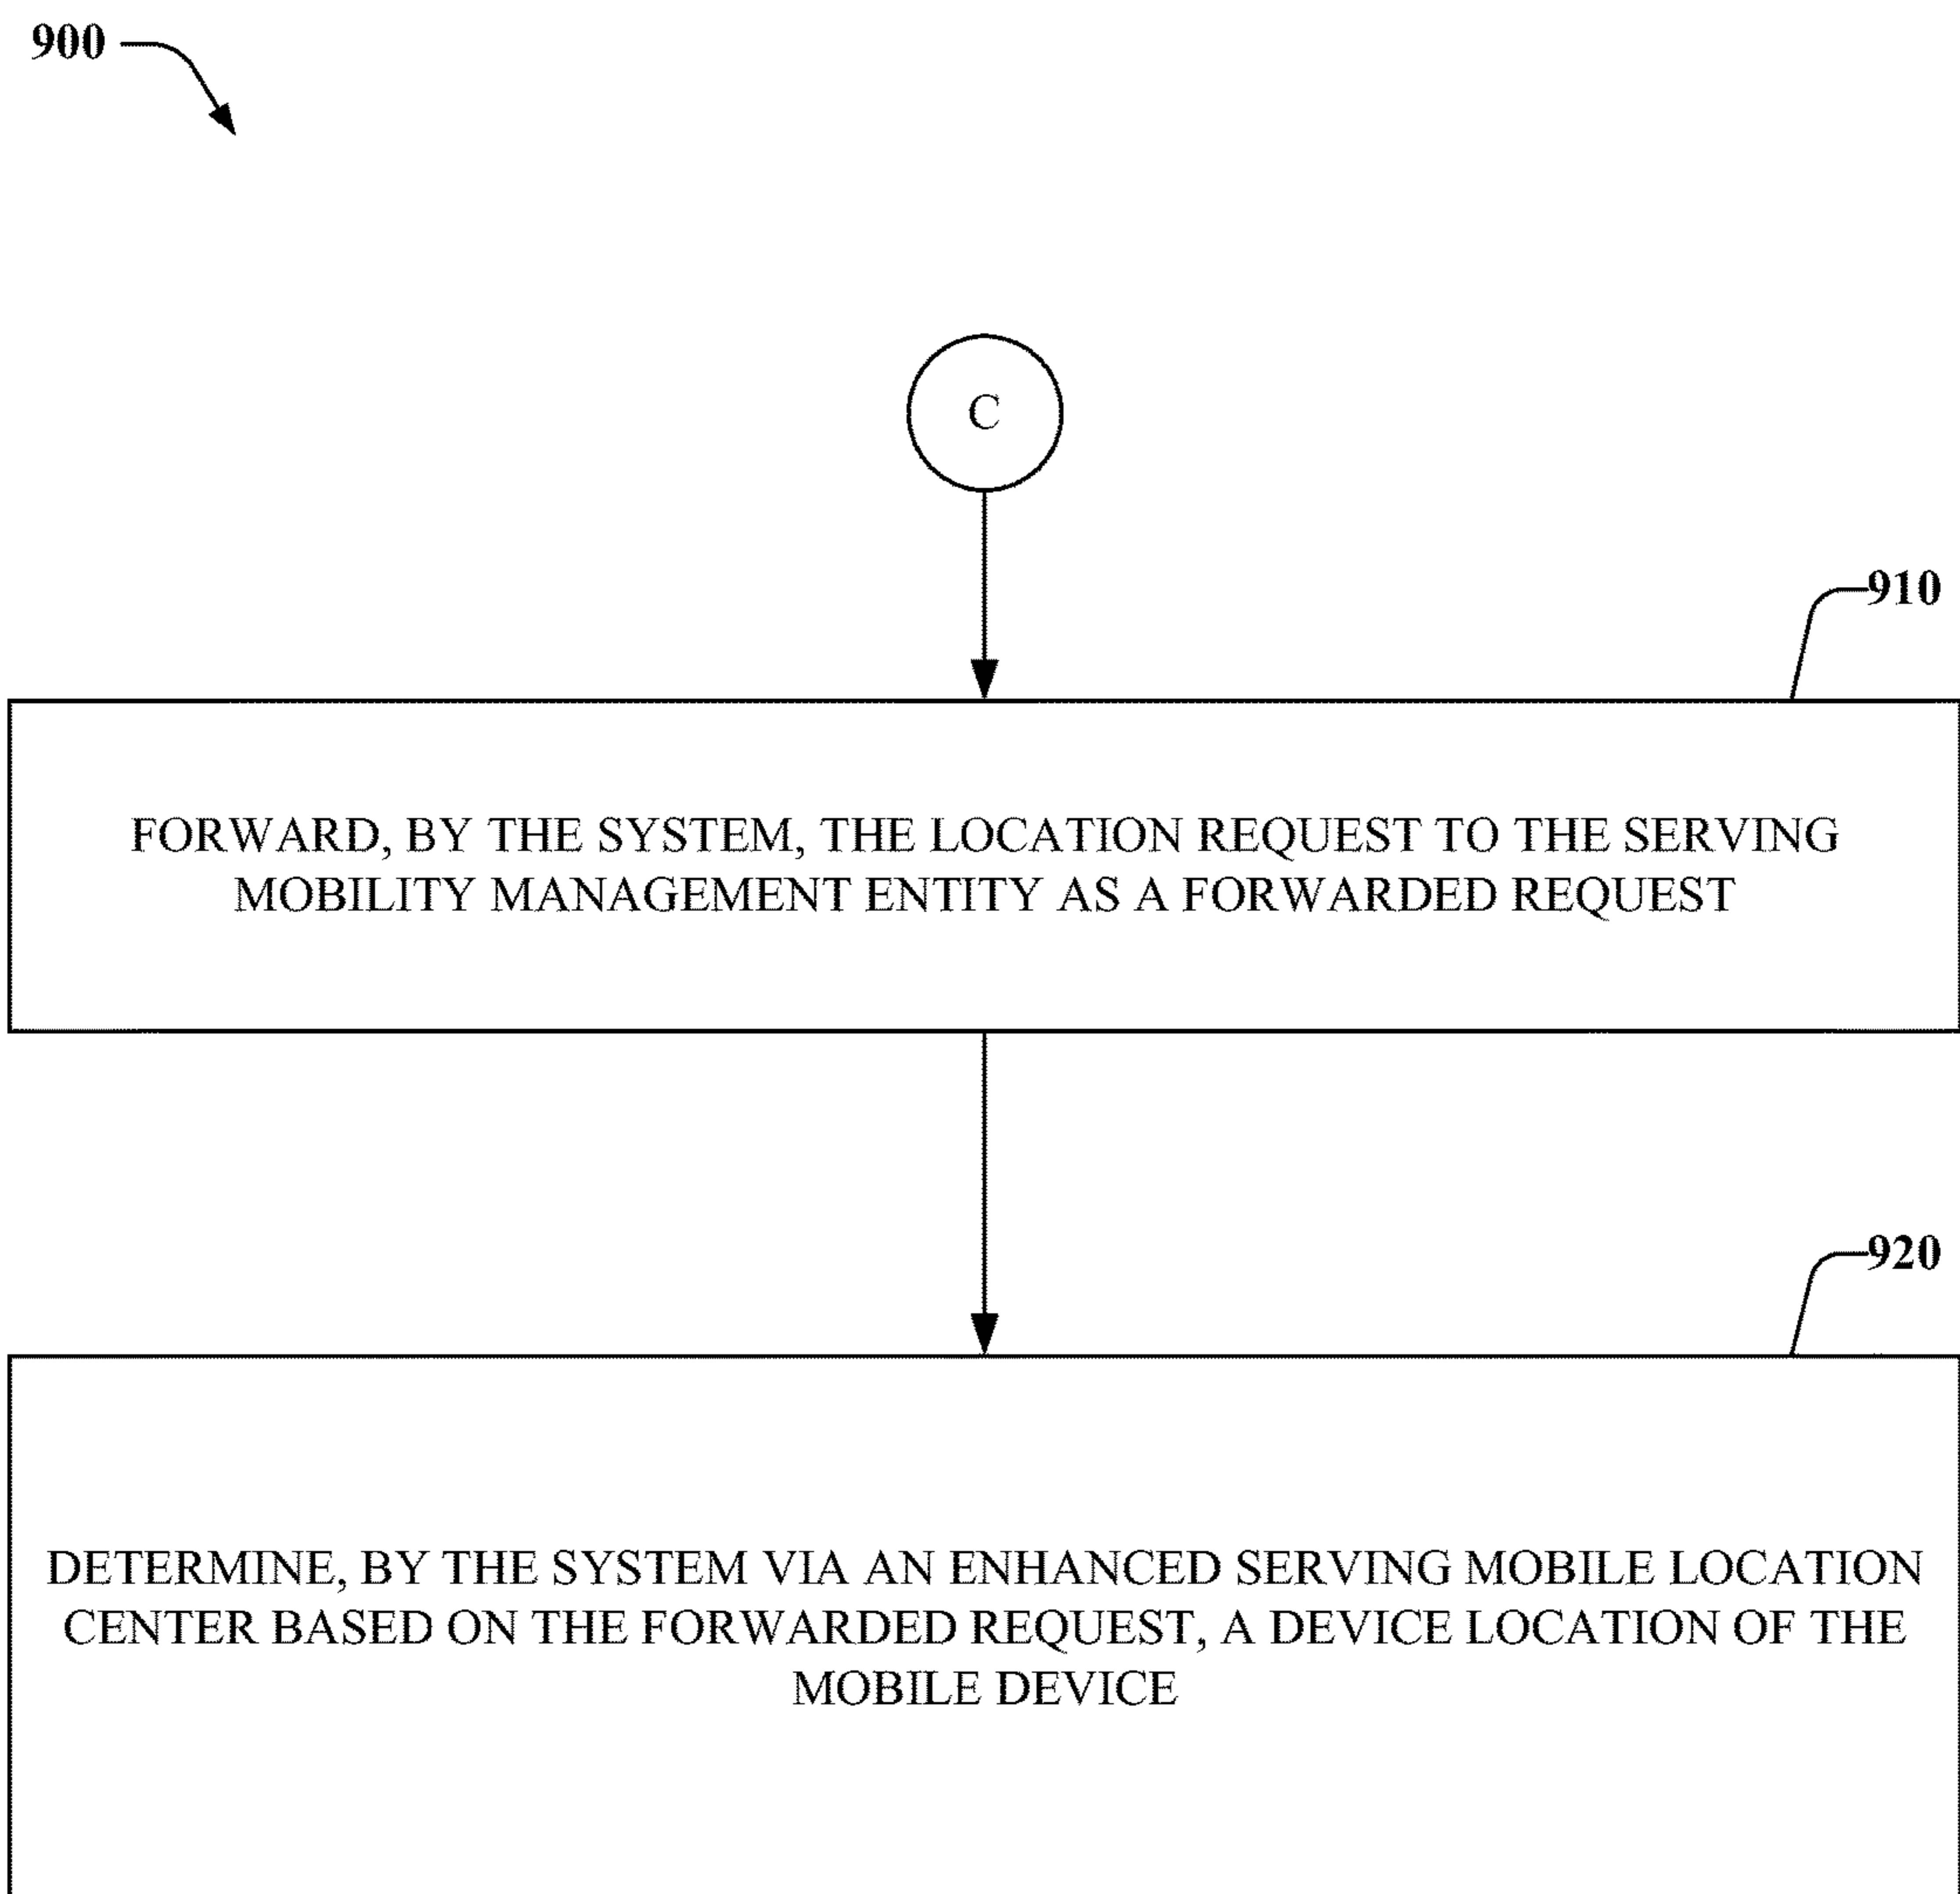 900
C
910
FORWARD, BY THE SYSTEM, THE LOCATION REQUEST TO THE SERVING
MOBILITY MANAGEMENT ENTITY AS A FORWARDED REQUEST
920
DETERMINE, BY THE SYSTEM VIA AN ENHANCED SERVING MOBILE LOCATION
CENTER BASED ON THE FORWARDED REQUEST, A DEVICE LOCATION OF THE
MOBILE DEVICE